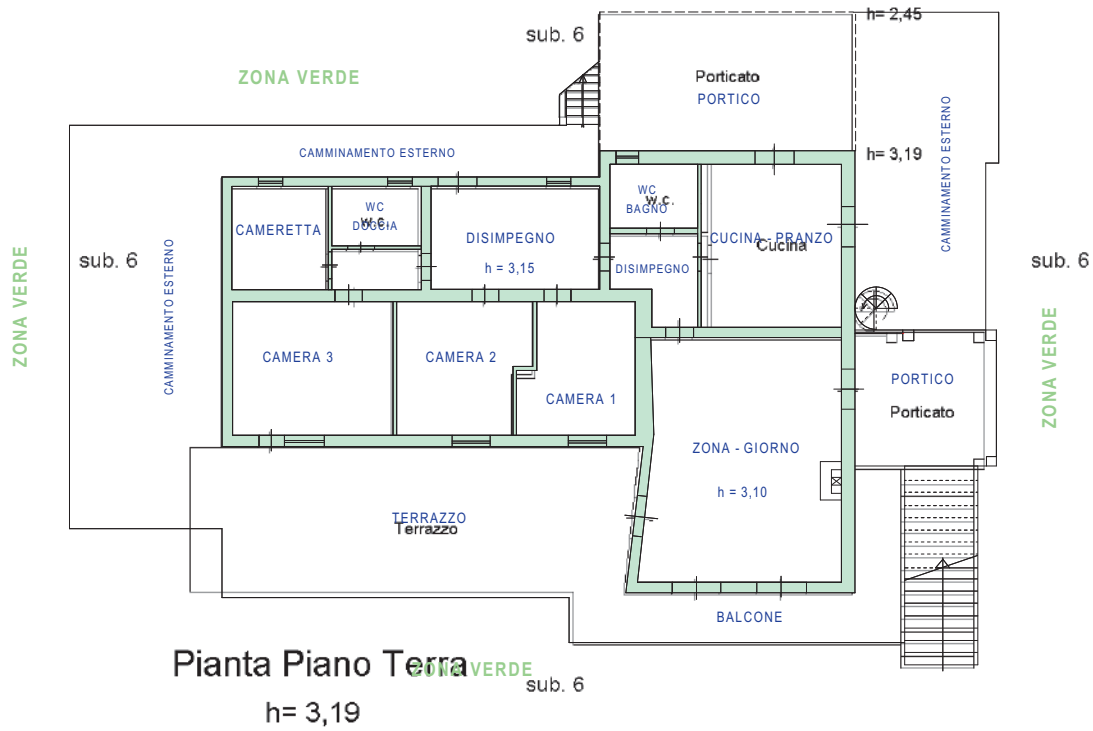 h= 2,45
sub. 6
ZONA VERDE
Porticato
PORTICO
CAMMINAMENTO ESTERNO
CAMMINAMENTO ESTERNO
h= 3,19
WC
w.c.
DOCCIA
WC
w.c.
BAGNO
CAMERETTA
DISIMPEGNO
h = 3,15
DISIMPEGNO
CUCINA - PRANZO
Cucina
sub. 6
sub. 6
ZONA VERDE
CAMMINAMENTO ESTERNO
CAMERA 3
CAMERA 2
CAMERA 1
PORTICO
Porticato
ZONA VERDE
ZONA - GIORNO
h = 3,10
TERRAZZO
Terrazzo
BALCONE
Pianta Piano Terra
ZONA VERDE
sub. 6
h= 3,19